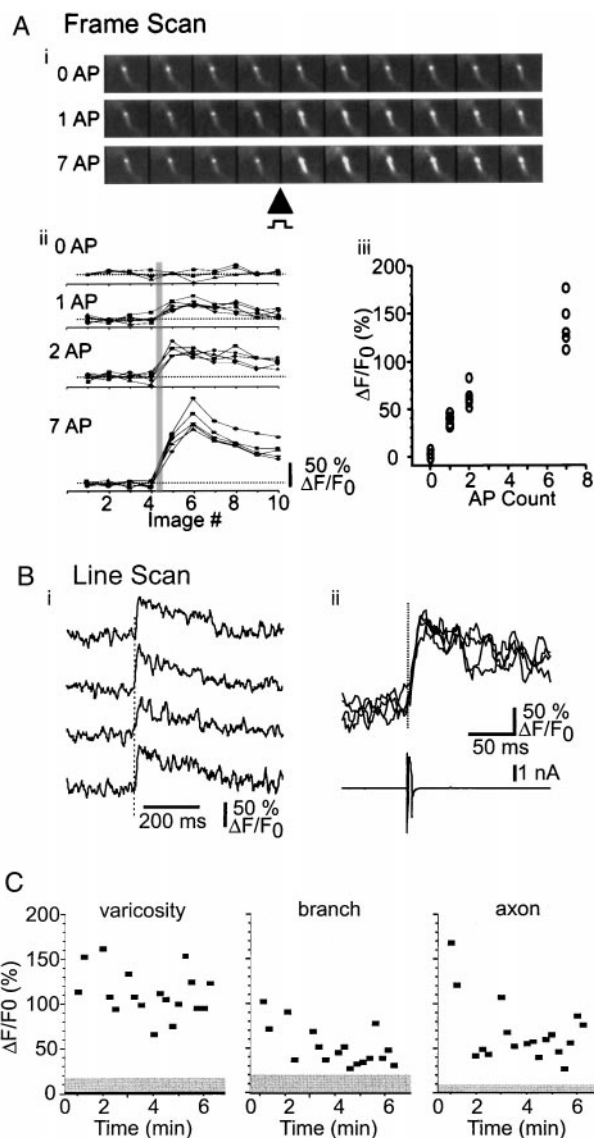 A Frame Scan
i
0 AP
1 AP
7 AP
ii
0 AP
1 AP
2 AP
7 AP
50 %
ΔF/F0
2 4 6 8 10
Image #
iii
ΔF/F0 (%)
200
150
100
50
0
0 2 4 6 8
AP Count
B Line Scan
i
200 ms
50 %
ΔF/F0
ii
50 %
ΔF/F0
50 ms
1 nA
C
varicosity branch axon
ΔF/F0 (%)
200
150
100
50
0
0 2 4 6
0 2 4 6
0 2 4 6
Time (min) Time (min) Time (min)